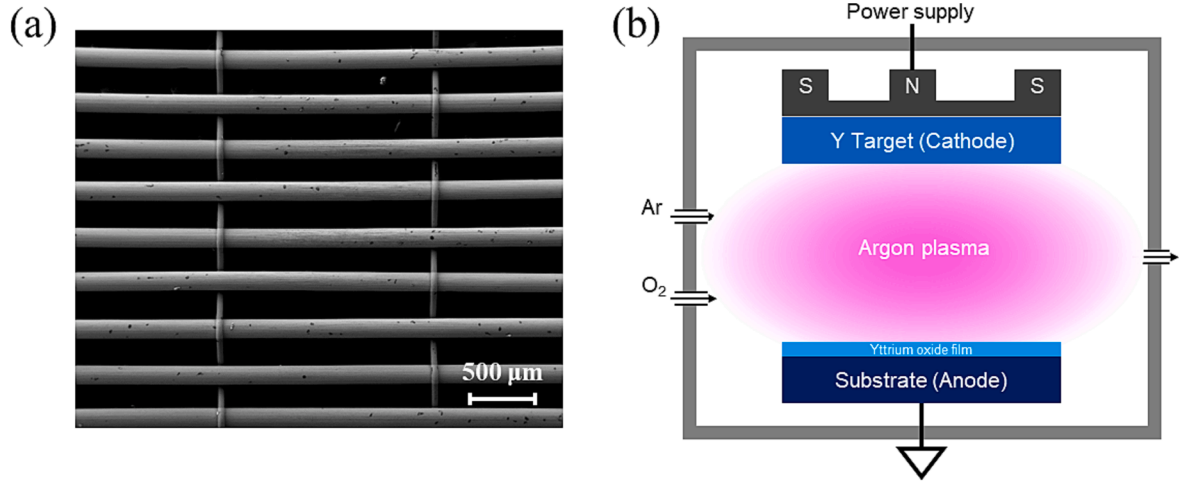 (a)
500 µm
(b)
Power supply
S
N
S
Y Target (Cathode)
Ar
Argon plasma
O₂
Yttrium oxide film
Substrate (Anode)